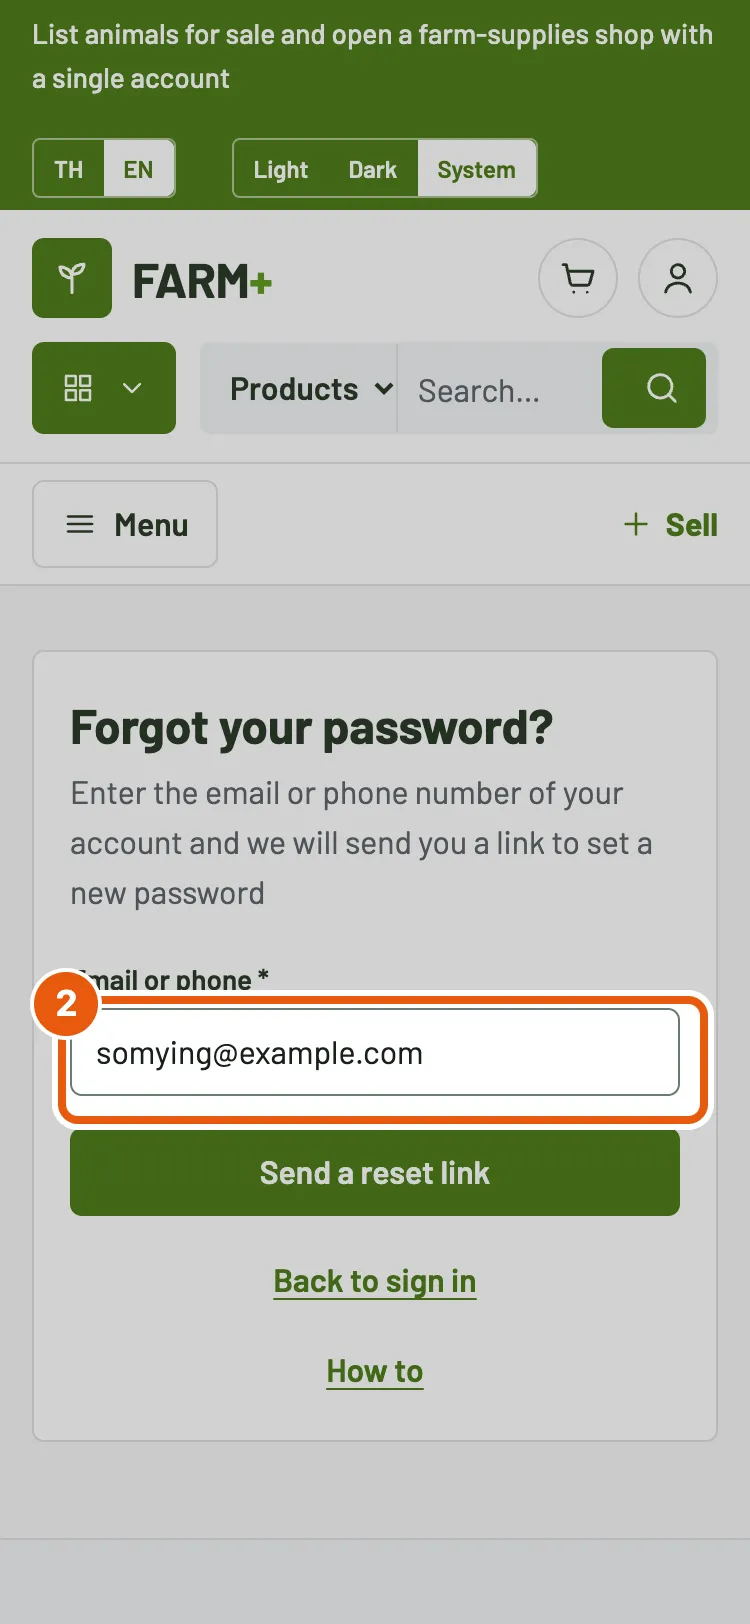 List animals for sale and open a farm-supplies shop with
a single account
TH EN Light Dark System
FARM+
Products Search...
Menu + Sell
Forgot your password?
Enter the email or phone number of your
account and we will send you a link to set a
new password
Email or phone *
2
somying@example.com
Send a reset link
Back to sign in
How to